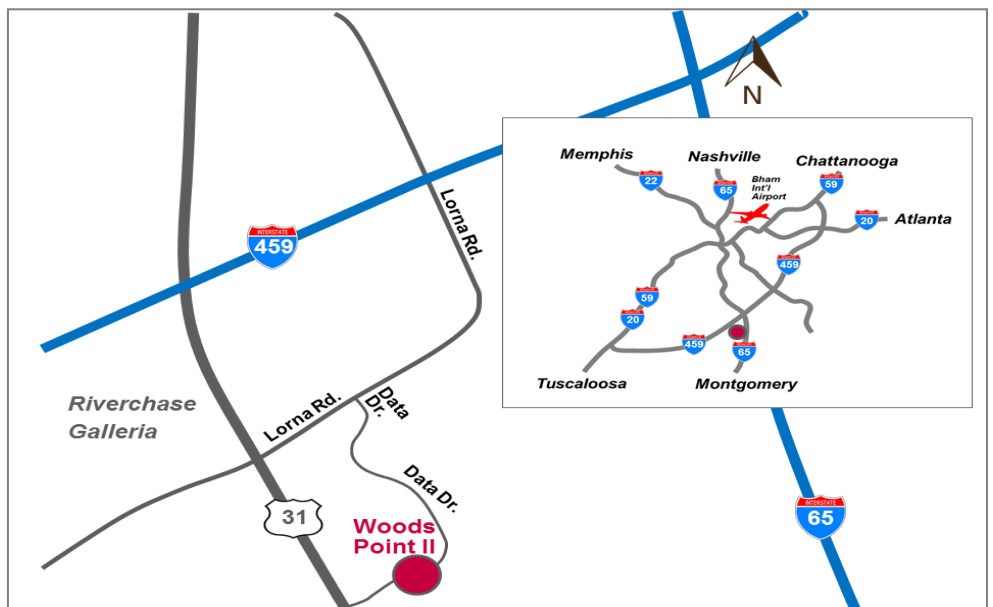 N
Memphis
Nashville
Chattanooga
Bham
Int'l
Airport
22
65
59
Atlanta
20
459
59
20
459
65
Tuscaloosa
Montgomery
Lorna Rd.
INTERSTATE
459
Riverchase
Galleria
Lorna Rd.
Data
Dr.
Data Dr.
31
Woods
Point II
INTERSTATE
65